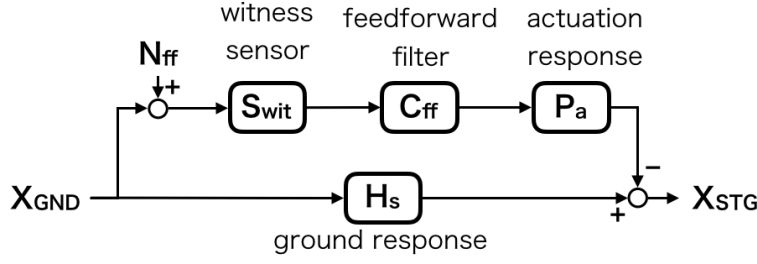 witness
sensor
feedforward
filter
actuation
response
Nff
+
Swit
Cff
Pa
−
XGND
Hs
+
XSTG
ground response